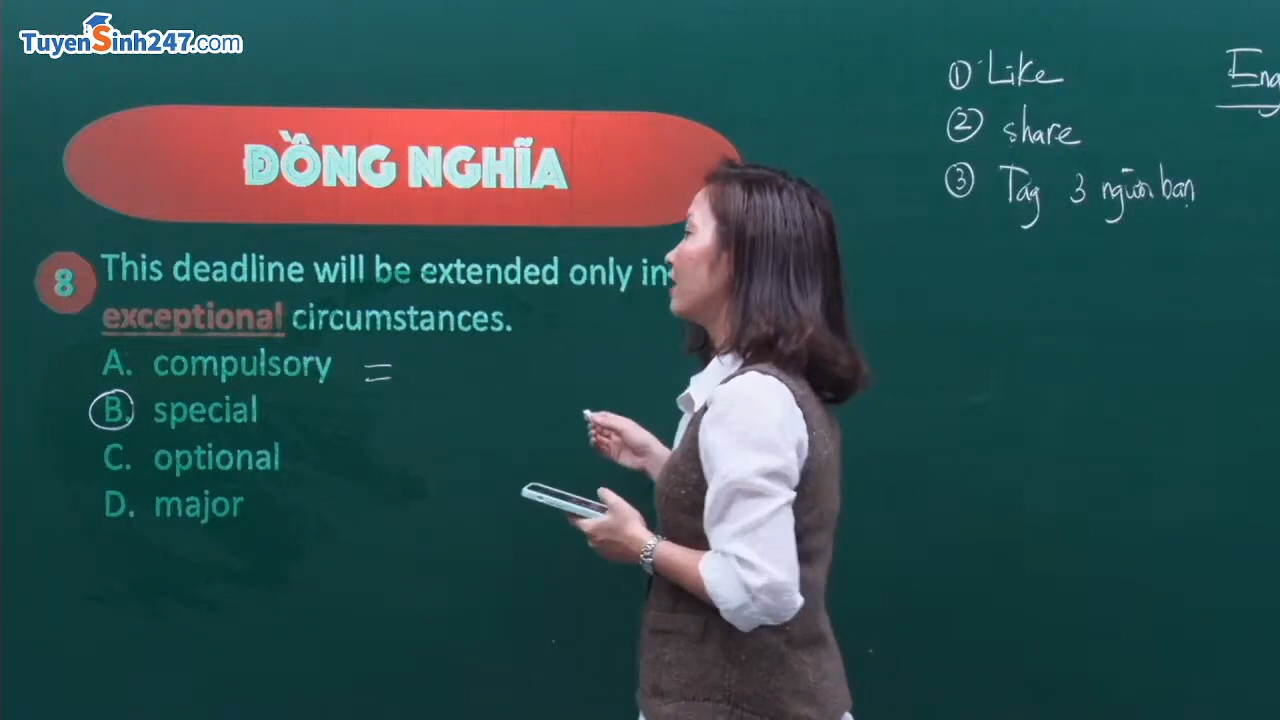 TuyenSinh247.com
ĐỒNG NGHĨA
8 This deadline will be extended only in
exceptional circumstances.
A. compulsory =
B. special
C. optional
D. major
① Like
② share
③ Tag 3 người bạn
Eng